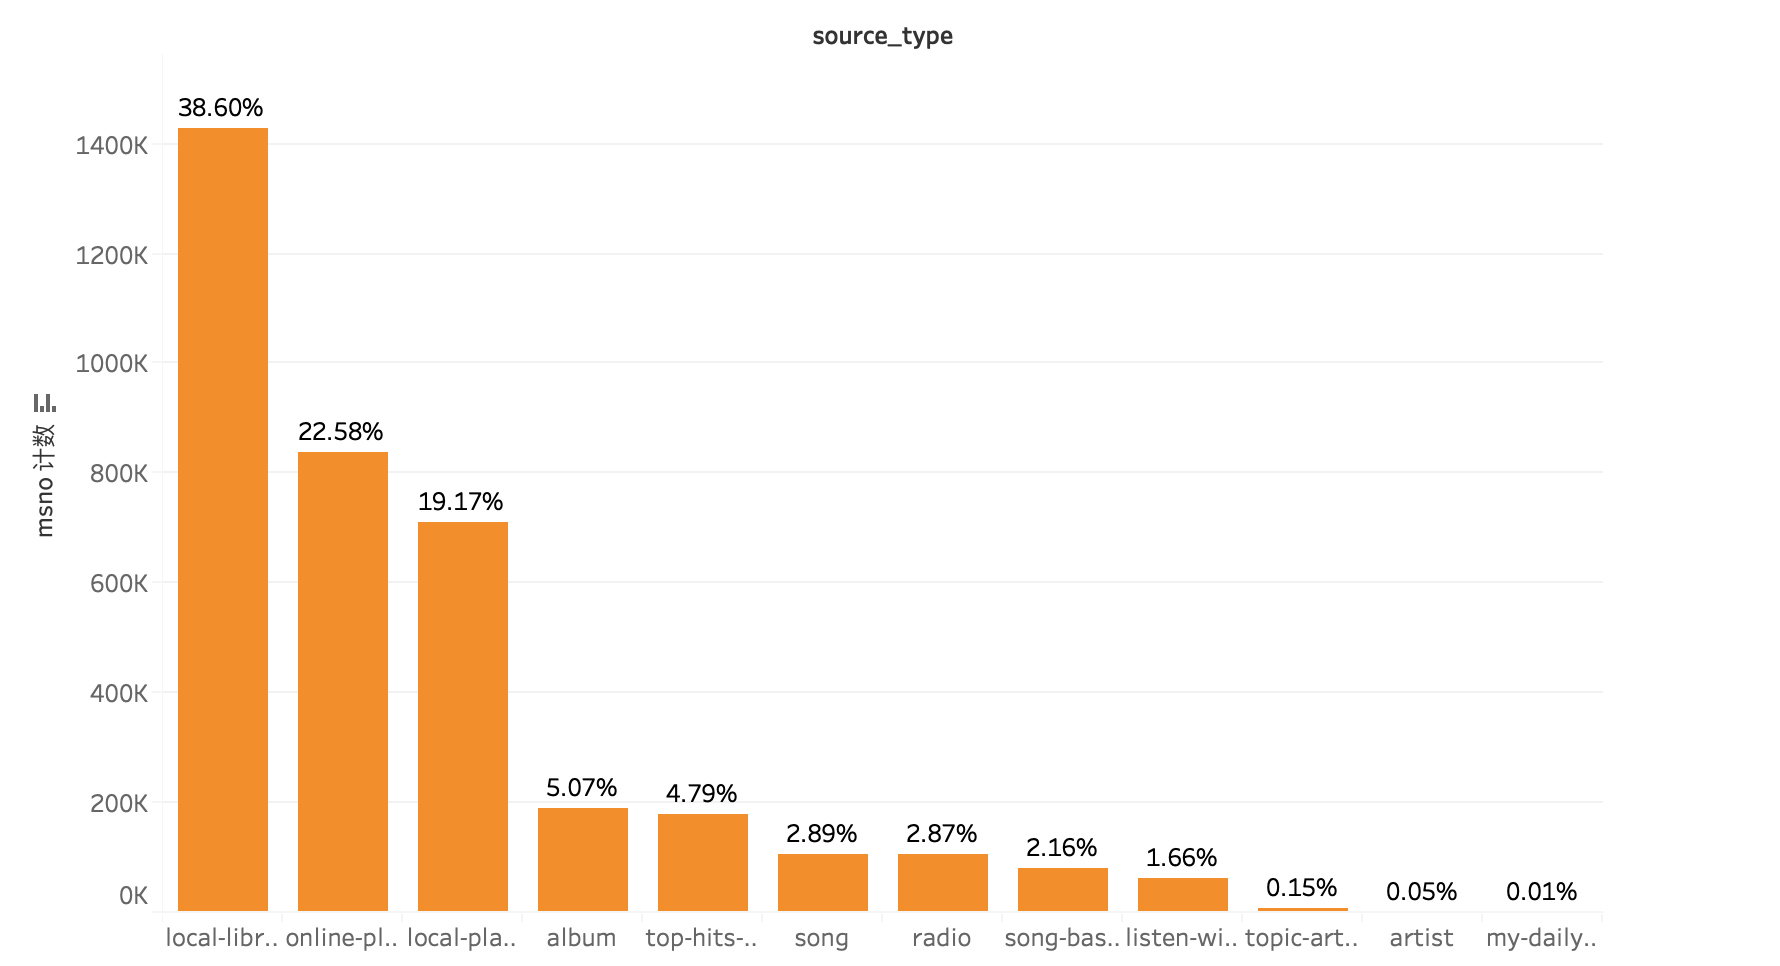 source_type
38.60%
1400K
1200K
1000K
msno 计数
22.58%
800K
19.17%
600K
400K
5.07%
4.79%
200K
2.89%
2.87%
2.16%
1.66%
0.15%
0.05%
0.01%
0K
local-libr.. online-pl.. local-pla.. album top-hits-.. song radio song-bas.. listen-wi.. topic-art.. artist my-daily..